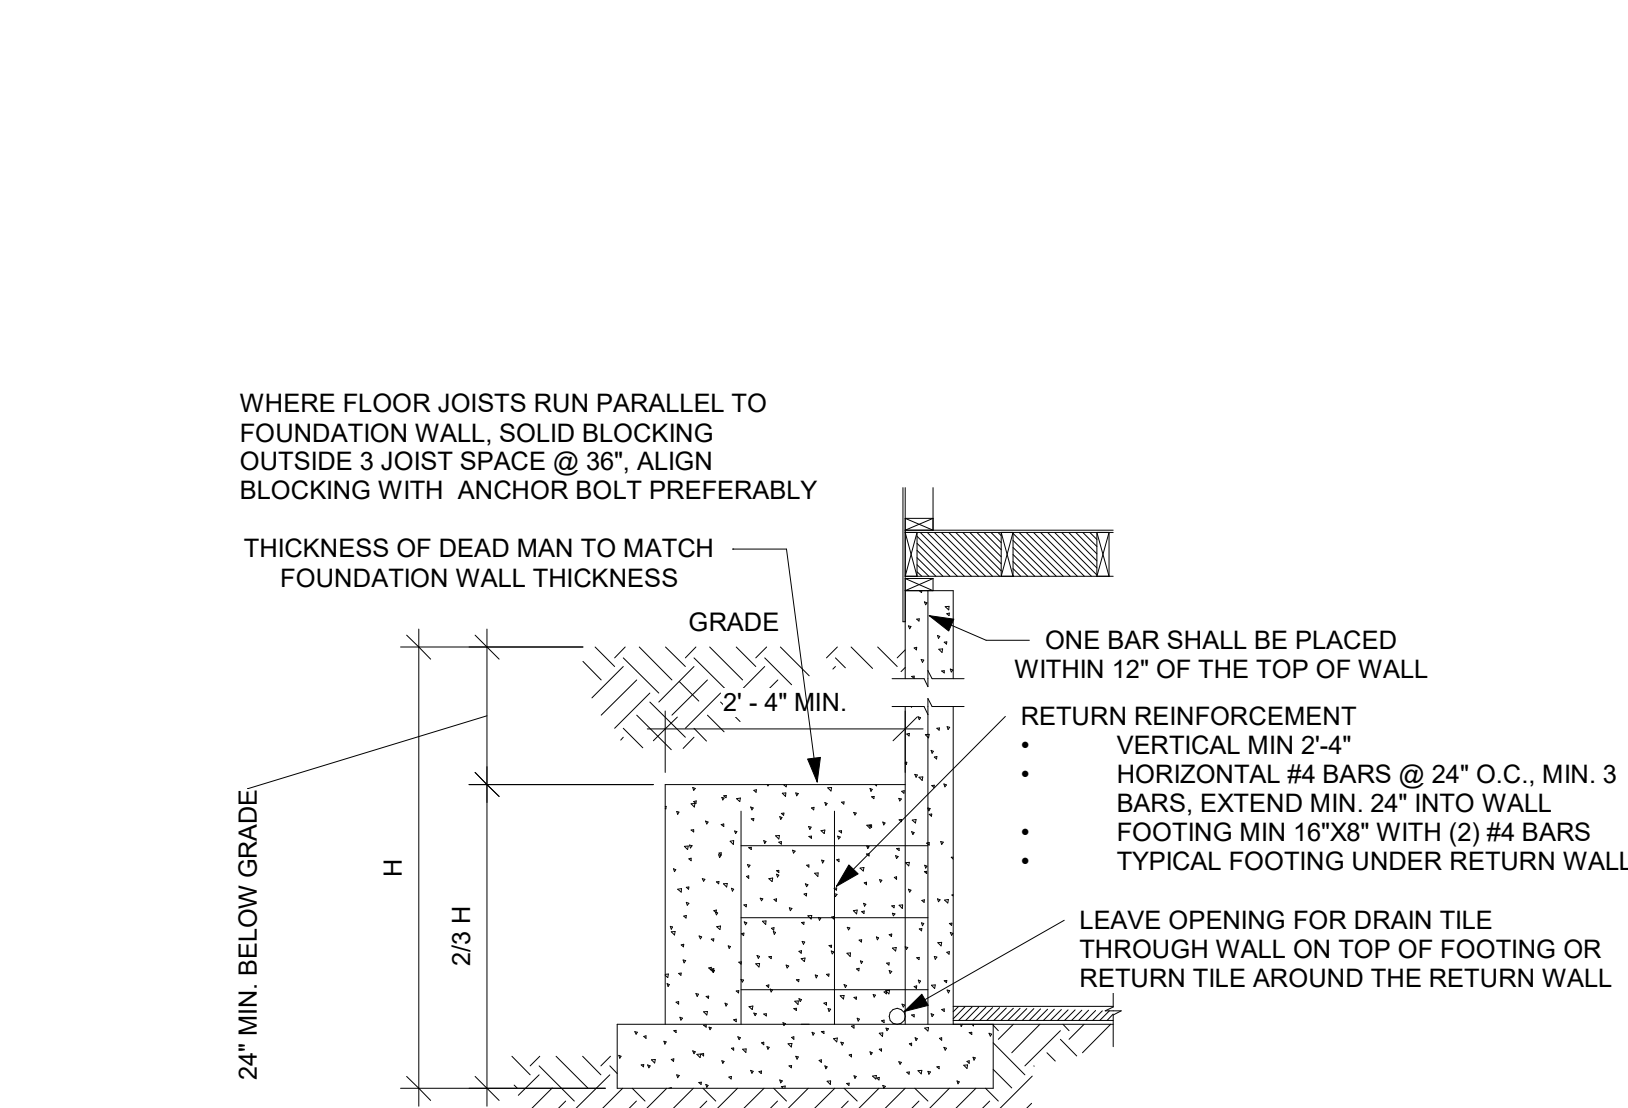 WHERE FLOOR JOISTS RUN PARALLEL TO
FOUNDATION WALL, SOLID BLOCKING
OUTSIDE 3 JOIST SPACE @ 36", ALIGN
BLOCKING WITH ANCHOR BOLT PREFERABLY
THICKNESS OF DEAD MAN TO MATCH
FOUNDATION WALL THICKNESS
GRADE
ONE BAR SHALL BE PLACED
WITHIN 12" OF THE TOP OF WALL
2' - 4" MIN.
RETURN REINFORCEMENT
• VERTICAL MIN 2'-4"
• HORIZONTAL #4 BARS @ 24" O.C., MIN. 3
BARS, EXTEND MIN. 24" INTO WALL
• FOOTING MIN 16"X8" WITH (2) #4 BARS
• TYPICAL FOOTING UNDER RETURN WALL
24" MIN. BELOW GRADE
H
2/3 H
LEAVE OPENING FOR DRAIN TILE
THROUGH WALL ON TOP OF FOOTING OR
RETURN TILE AROUND THE RETURN WALL